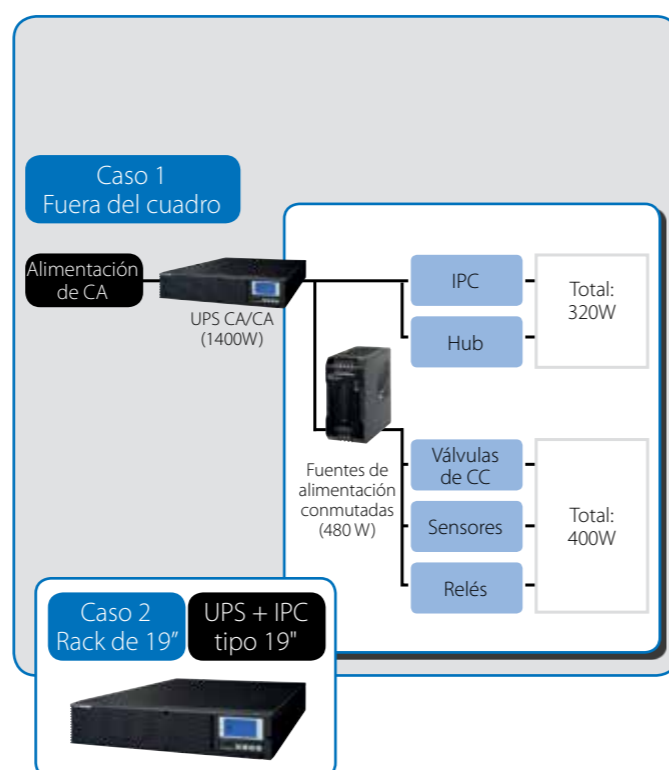 Caso 1
Fuera del cuadro
Alimentación
de CA
UPS CA/CA
(1400W)
IPC
Hub
Total:
320W
Fuentes de
alimentación
conmutadas
(480 W)
Válvulas
de CC
Sensores
Relés
Total:
400W
Caso 2
Rack de 19″
UPS + IPC
tipo 19"